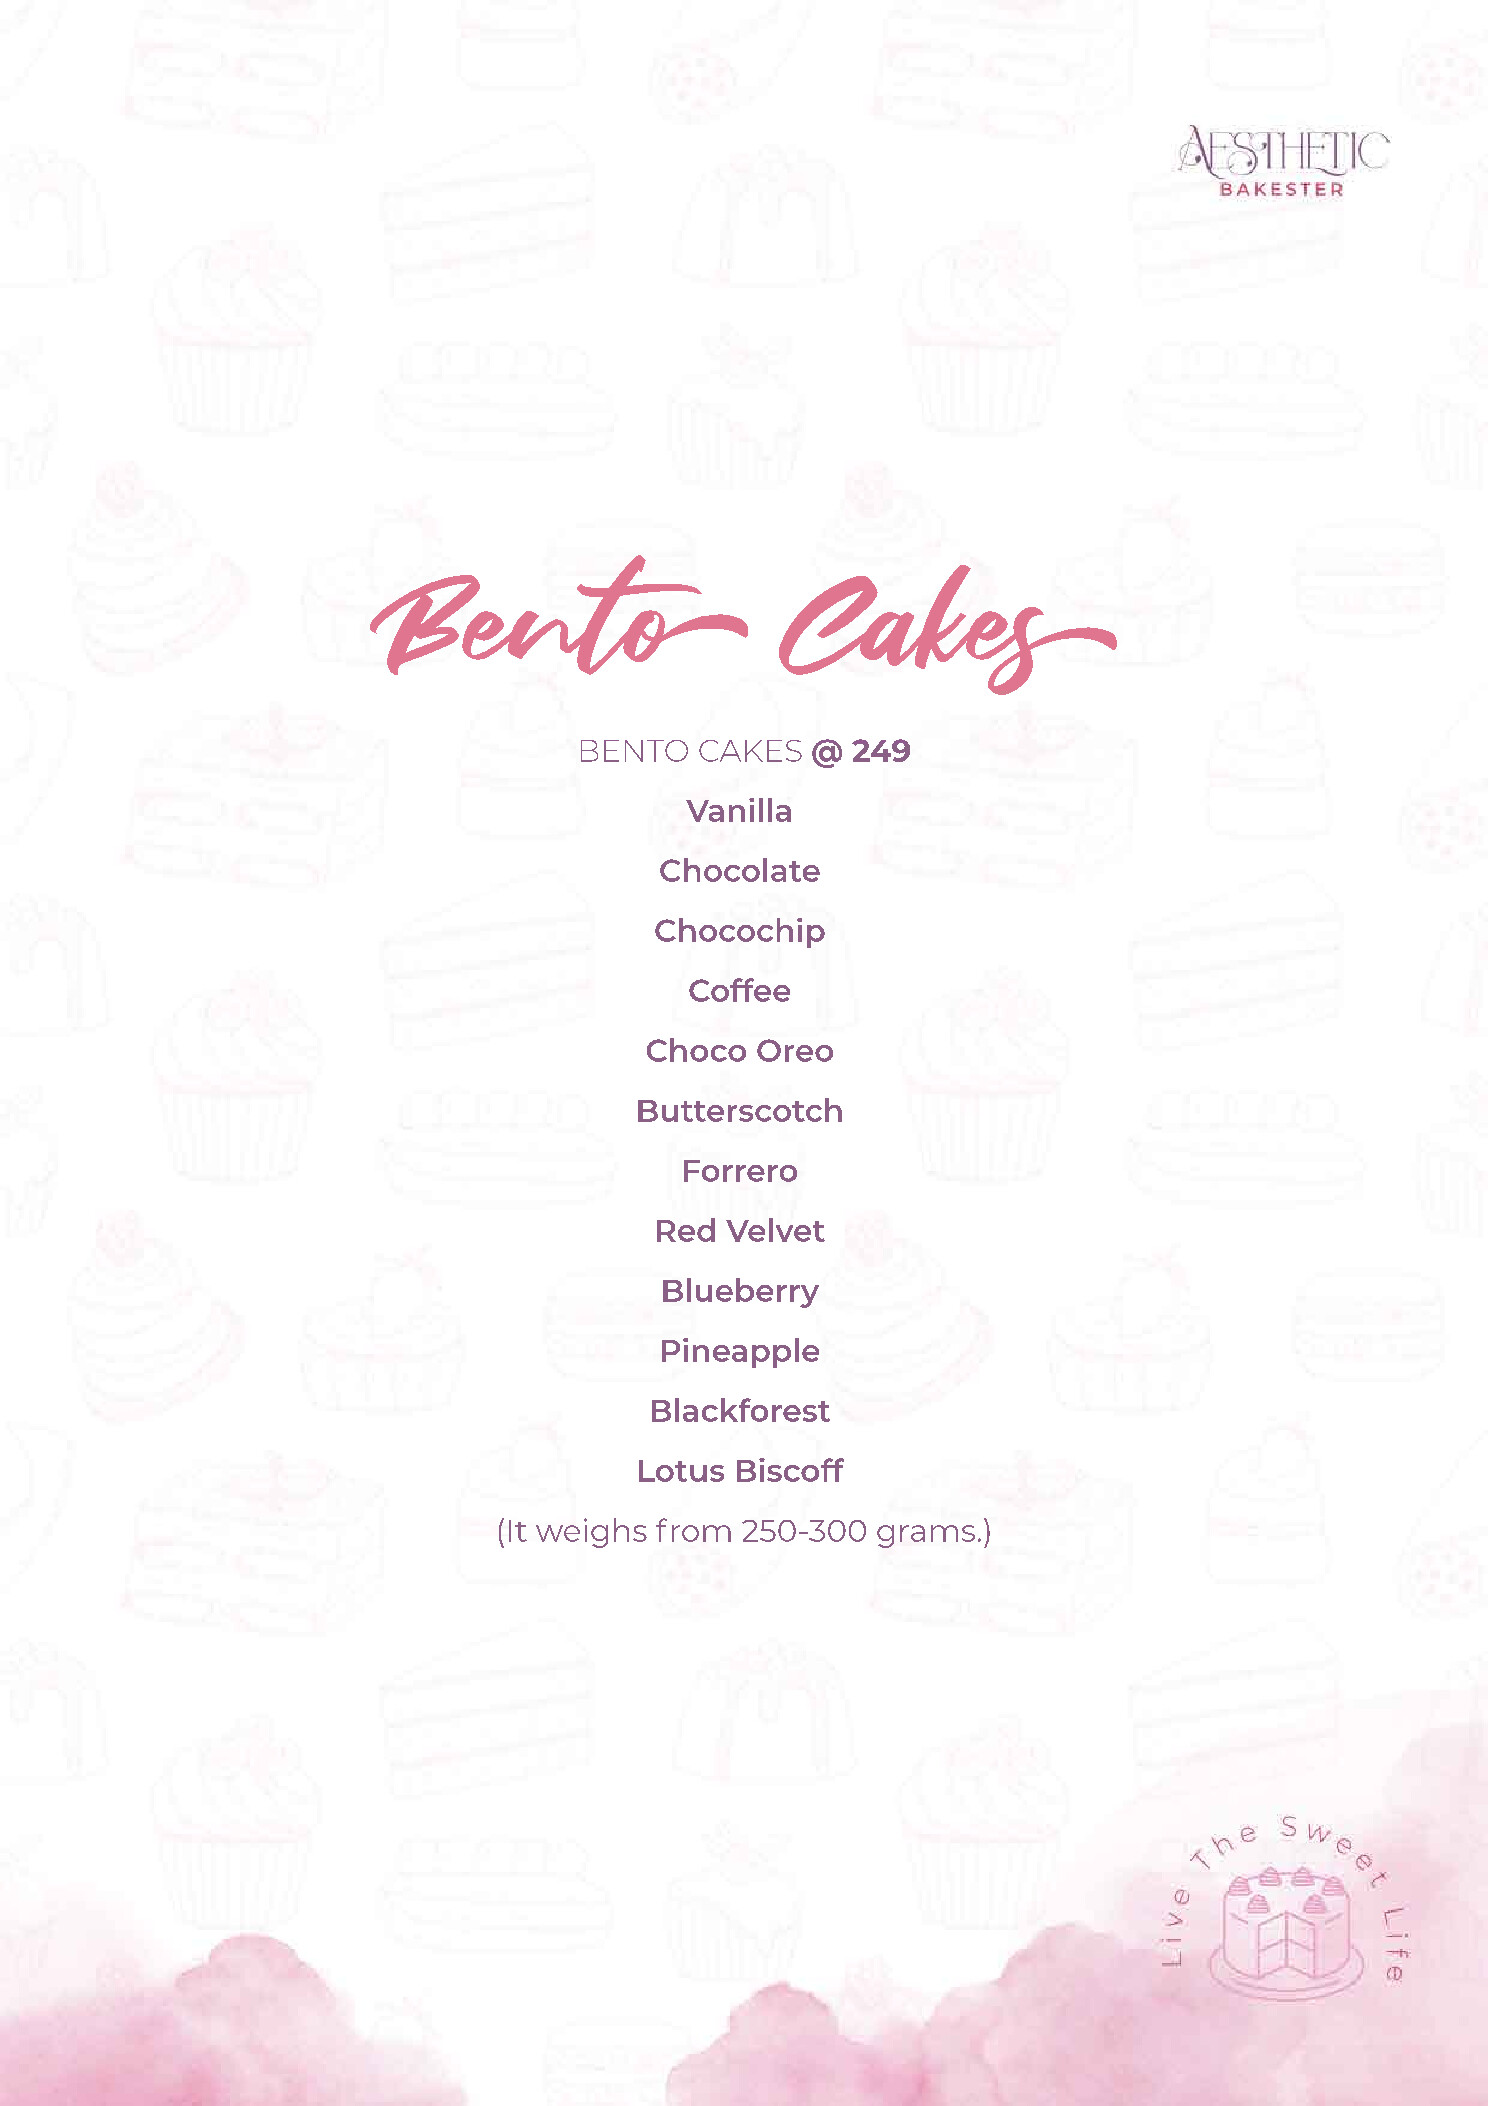 AESTHETIC
BAKESTER
Bento Cakes
BENTO CAKES @ 249
Vanilla
Chocolate
Chocochip
Coffee
Choco Oreo
Butterscotch
Forrero
Red Velvet
Blueberry
Pineapple
Blackforest
Lotus Biscoff
(It weighs from 250-300 grams.)
Live The Sweet Life